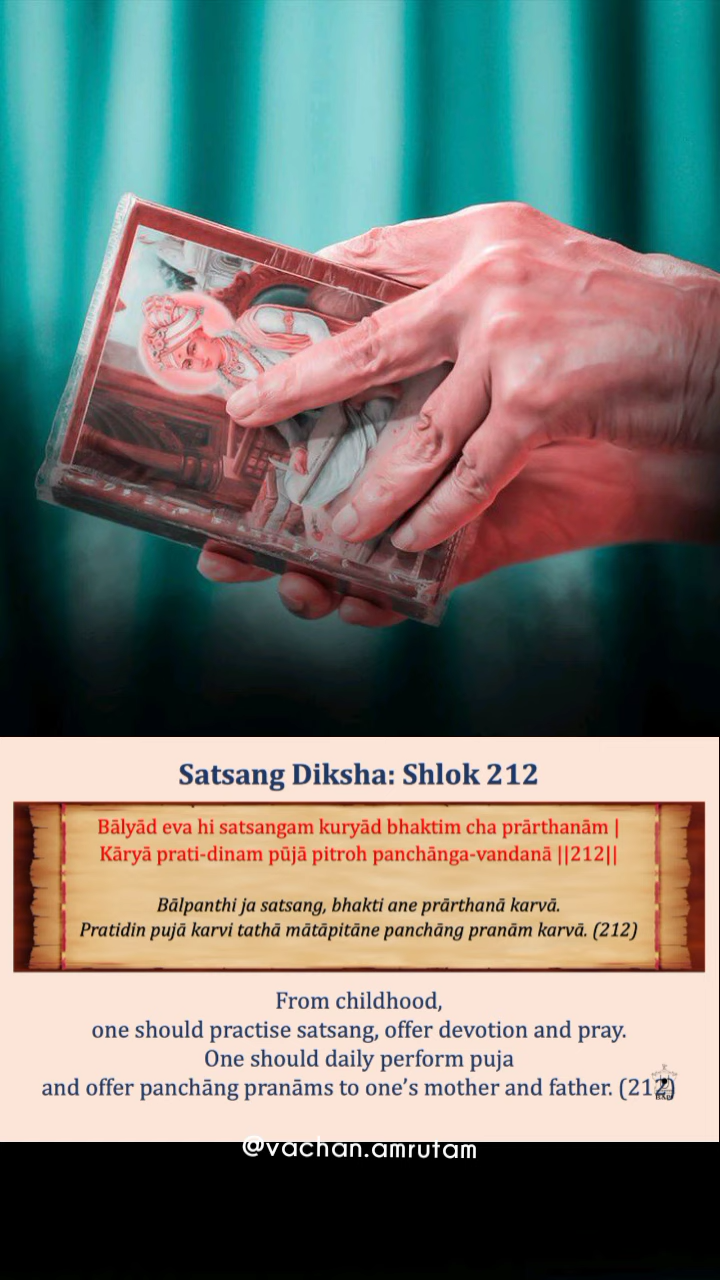 Satsang Diksha: Shlok 212
Bālyād eva hi satsangam kuryād bhaktim cha prārthanām |
Kāryā prati-dinam pūjā pitroh panchānga-vandanā ||212||
Bālpanthi ja satsang, bhakti ane prārthanā karvā.
Pratidin pujā karvi tathā mātāpitāne panchāng pranām karvā. (212)
From childhood,
one should practise satsang, offer devotion and pray.
One should daily perform puja
and offer panchāng pranāms to one’s mother and father. (212)
@vachan.amrutam